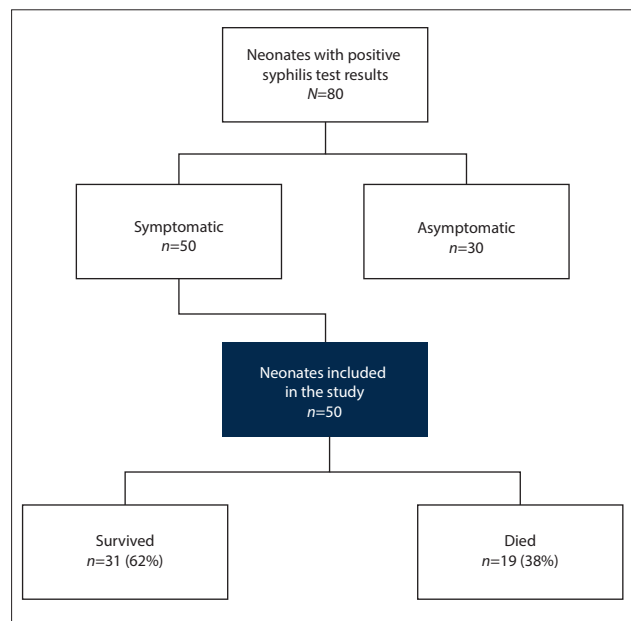 Neonates with positive
syphilis test results
N=80
Symptomatic
n=50
Asymptomatic
n=30
Neonates included
in the study
n=50
Survived
n=31 (62%)
Died
n=19 (38%)